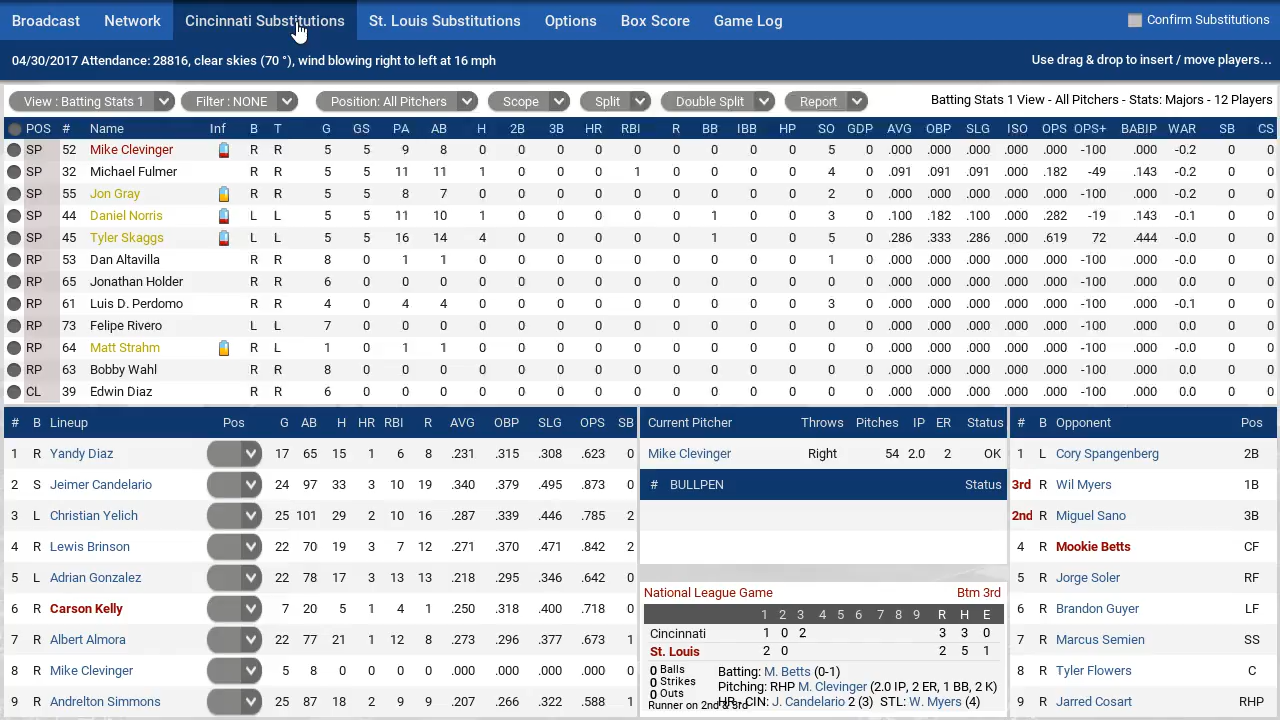 Broadcast Network Cincinnati Substitutions St. Louis Substitutions Options Box Score Game Log Confirm Substitutions
04/30/2017 Attendance: 28816, clear skies (70 °), wind blowing right to left at 16 mph Use drag & drop to insert / move players...
View : Batting Stats 1 Filter : NONE Position: All Pitchers Scope Split Double Split Report Batting Stats 1 View - All Pitchers - Stats: Majors - 12 Players
POS # Name Inf B T G GS PA AB H 2B 3B HR RBI R BB IBB HP SO GDP AVG OBP SLG ISO OPS OPS+ BABIP WAR SB CS
SP 52 Mike Clevinger R R 5 5 9 8 0 0 0 0 0 0 0 0 0 5 0 .000 .000 .000 .000 .000 -100 .000 -0.2 0 0
SP 32 Michael Fulmer R R 5 5 11 11 1 0 0 0 1 0 0 0 0 4 0 .091 .091 .091 .000 .182 -49 .143 -0.2 0 0
SP 55 Jon Gray R R 5 5 8 7 0 0 0 0 0 0 0 0 0 2 0 .000 .000 .000 .000 .000 -100 .000 -0.2 0 0
SP 44 Daniel Norris L L 5 5 11 10 1 0 0 0 0 0 1 0 0 3 0 .100 .182 .100 .000 .282 -19 .143 -0.1 0 0
SP 45 Tyler Skaggs L L 5 5 16 14 4 0 0 0 0 0 1 0 0 5 0 .286 .333 .286 .000 .619 72 .444 -0.0 0 0
RP 53 Dan Altavilla R R 8 0 1 1 0 0 0 0 0 0 0 0 0 1 0 .000 .000 .000 .000 .000 -100 .000 -0.0 0 0
RP 65 Jonathan Holder R R 6 0 0 0 0 0 0 0 0 0 0 0 0 0 0 .000 .000 .000 .000 .000 -100 .000 0.0 0 0
RP 61 Luis D. Perdomo R R 4 0 4 4 0 0 0 0 0 0 0 0 0 3 0 .000 .000 .000 .000 .000 -100 .000 -0.1 0 0
RP 73 Felipe Rivero L L 7 0 0 0 0 0 0 0 0 0 0 0 0 0 0 .000 .000 .000 .000 .000 -100 .000 0.0 0 0
RP 64 Matt Strahm R L 1 0 1 1 0 0 0 0 0 0 0 0 0 0 0 .000 .000 .000 .000 .000 -100 .000 -0.0 0 0
RP 63 Bobby Wahl R R 8 0 0 0 0 0 0 0 0 0 0 0 0 0 0 .000 .000 .000 .000 .000 -100 .000 0.0 0 0
CL 39 Edwin Diaz R R 6 0 0 0 0 0 0 0 0 0 0 0 0 0 0 .000 .000 .000 .000 .000 -100 .000 0.0 0 0
# B Lineup Pos G AB H HR RBI R AVG OBP SLG OPS SB
1 R Yandy Diaz 17 65 15 1 6 8 .231 .315 .308 .623 0
2 S Jeimer Candelario 24 97 33 3 10 19 .340 .379 .495 .873 0
3 L Christian Yelich 25 101 29 2 10 16 .287 .339 .446 .785 2
4 R Lewis Brinson 22 70 19 3 7 12 .271 .370 .471 .842 2
5 L Adrian Gonzalez 22 78 17 3 13 13 .218 .295 .346 .642 0
6 R Carson Kelly 7 20 5 1 4 1 .250 .318 .400 .718 0
7 R Albert Almora 22 77 21 1 12 8 .273 .296 .377 .673 1
8 R Mike Clevinger 5 8 0 0 0 0 .000 .000 .000 .000 0
9 R Andrelton Simmons 25 87 18 2 9 9 .207 .266 .322 .588 1
Current Pitcher Throws Pitches IP ER Status
Mike Clevinger Right 54 2.0 2 OK
# BULLPEN Status
National League Game Btm 3rd
1 2 3 4 5 6 7 8 9 R H E
Cincinnati 1 0 2 3 3 0
St. Louis 2 0 2 5 1
0 Balls
0 Strikes
0 Outs
Runner on 2nd & 3rd
Batting: M. Betts (0-1)
Pitching: RHP M. Clevinger (2.0 IP, 2 ER, 1 BB, 2 K)
HR - CIN: J. Candelario 2 (3) STL: W. Myers (4)
# B Opponent Pos
1 L Cory Spangenberg 2B
3rd R Wil Myers 1B
2nd R Miguel Sano 3B
4 R Mookie Betts CF
5 R Jorge Soler RF
6 R Brandon Guyer LF
7 R Marcus Semien SS
8 R Tyler Flowers C
9 R Jarred Cosart RHP